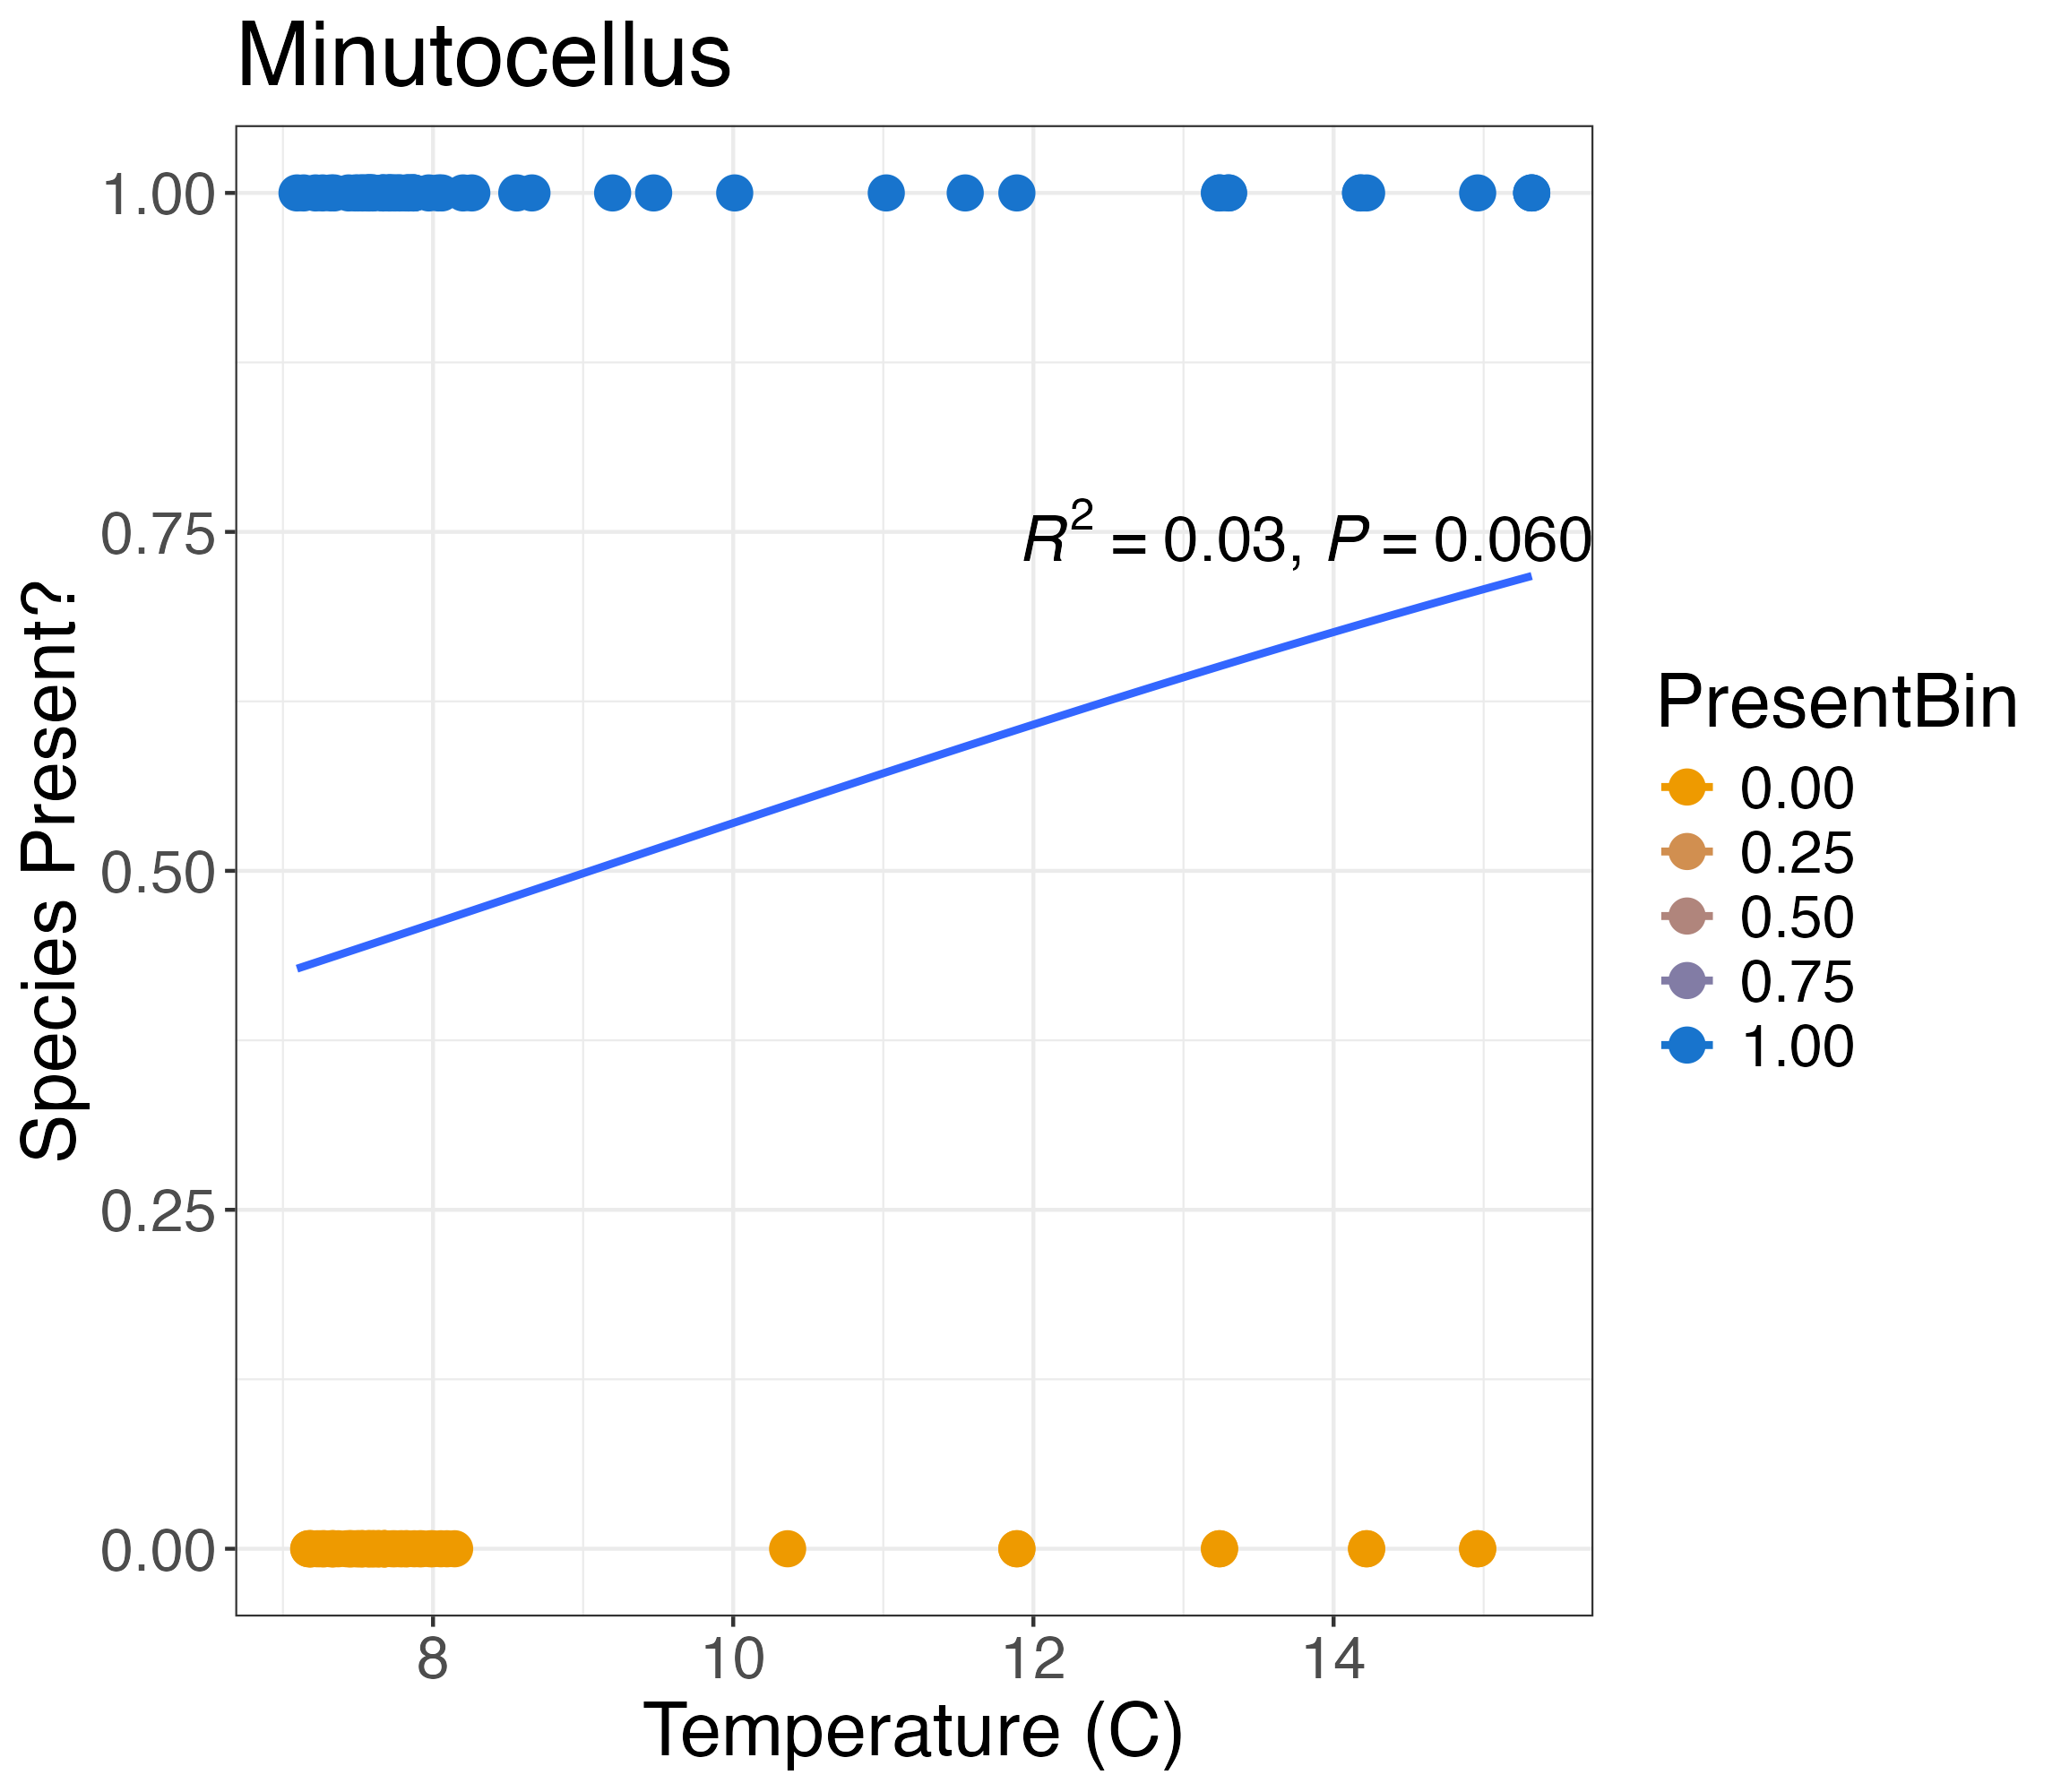 Minutocellus
1.00
0.75
0.50
0.25
0.00
Species Present?
R² = 0.03, P = 0.060
8 10 12 14
Temperature (C)
PresentBin
0.00
0.25
0.50
0.75
1.00